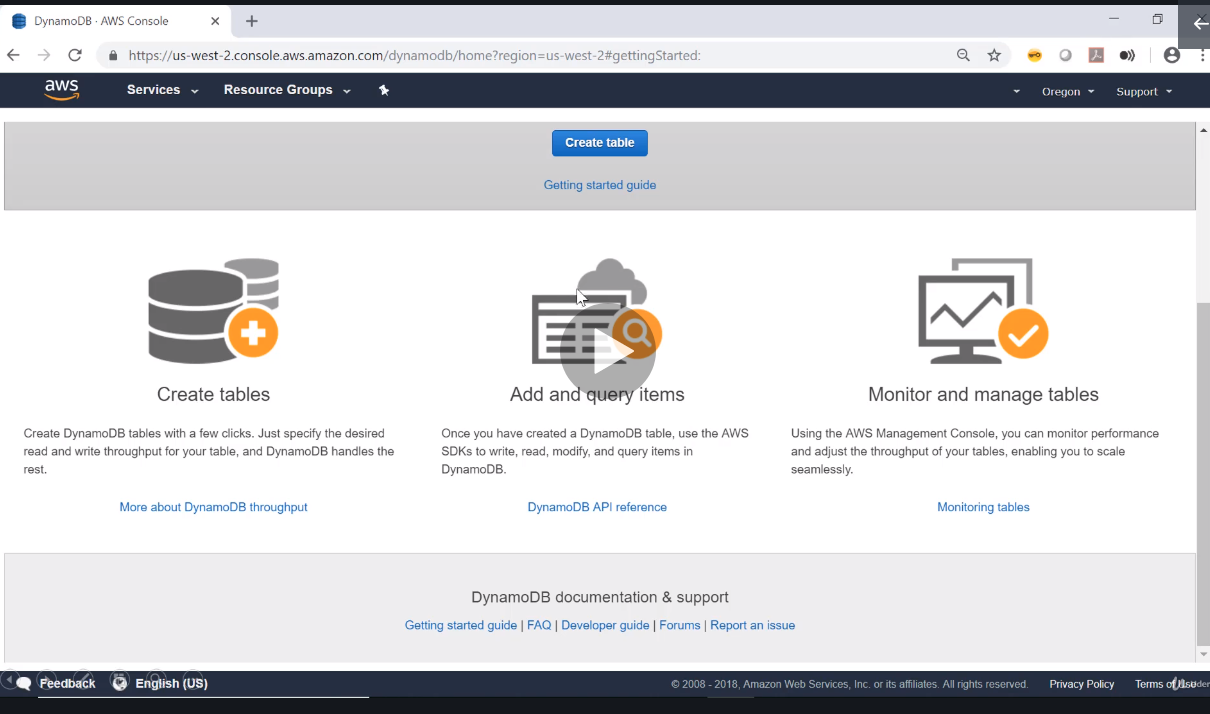 DynamoDB · AWS Console
https://us-west-2.console.aws.amazon.com/dynamodb/home?region=us-west-2#gettingStarted:
aws Services Resource Groups Oregon Support
Create table
Getting started guide
Create tables
Create DynamoDB tables with a few clicks. Just specify the desired
read and write throughput for your table, and DynamoDB handles the
rest.
More about DynamoDB throughput
Add and query items
Once you have created a DynamoDB table, use the AWS
SDKs to write, read, modify, and query items in
DynamoDB.
DynamoDB API reference
Monitor and manage tables
Using the AWS Management Console, you can monitor performance
and adjust the throughput of your tables, enabling you to scale
seamlessly.
Monitoring tables
DynamoDB documentation & support
Getting started guide | FAQ | Developer guide | Forums | Report an issue
Feedback English (US) © 2008 - 2018, Amazon Web Services, Inc. or its affiliates. All rights reserved. Privacy Policy Terms of Use